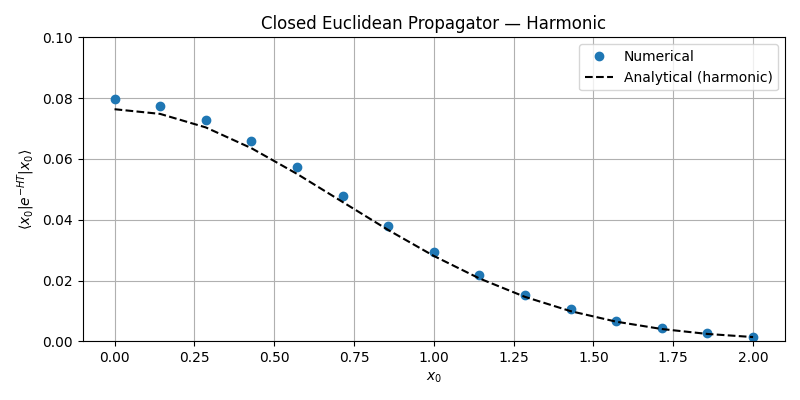 Closed Euclidean Propagator — Harmonic
0.10
0.08
0.06
0.04
0.02
0.00
⟨x₀|e⁻ᴴᵀ|x₀⟩
Numerical
Analytical (harmonic)
0.00 0.25 0.50 0.75 1.00 1.25 1.50 1.75 2.00
x₀